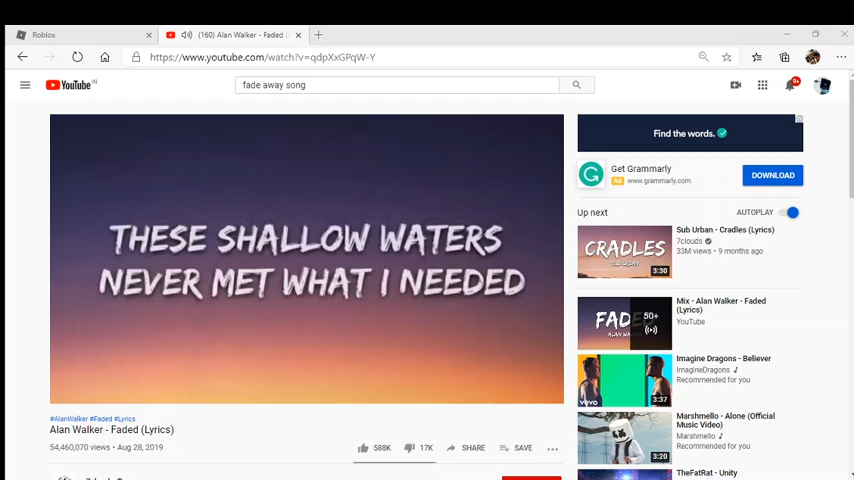 Roblox
(160) Alan Walker - Faded (
https://www.youtube.com/watch?v=qdpXxGPqW-Y
YouTube IN
fade away song
9+
THESE SHALLOW WATERS
NEVER MET WHAT I NEEDED
#AlanWalker #Faded #Lyrics
Alan Walker - Faded (Lyrics)
54,460,070 views • Aug 28, 2019
588K
17K
SHARE
SAVE
Find the words.
Get Grammarly
Ad www.grammarly.com
DOWNLOAD
Up next
AUTOPLAY
CRADLES
SUB URBAN
3:30
Sub Urban - Cradles (Lyrics)
7clouds
33M views • 9 months ago
FADED
ALAN WALKER
50+
Mix - Alan Walker - Faded
(Lyrics)
YouTube
vevo
3:37
Imagine Dragons - Believer
ImagineDragons
Recommended for you
3:20
Marshmello - Alone (Official
Music Video)
Marshmello
Recommended for you
TheFatRat - Unity